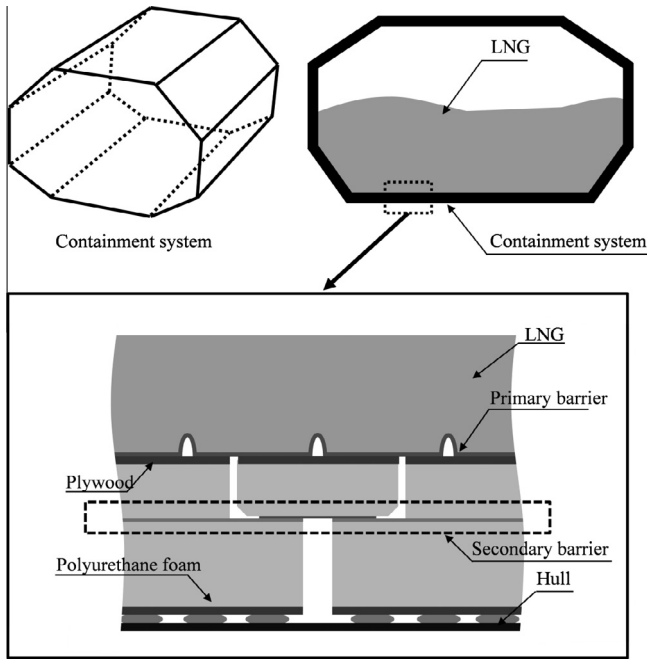 LNG
Containment system
Containment system
LNG
Primary barrier
Plywood
Secondary barrier
Polyurethane foam
Hull